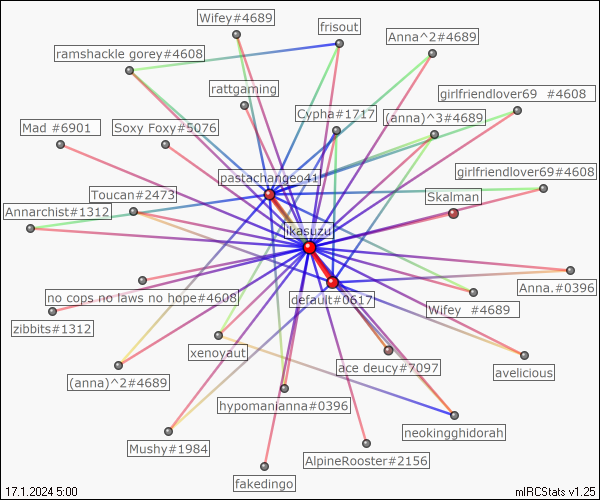 Wifey#4689
frisout
Anna^2#4689
ramshackle gorey#4608
rattgaming
girlfriendlover69  #4608
Cypha#1717
(anna)^3#4689
Mad #6901
Soxy Foxy#5076
pastachangeo41
girlfriendlover69#4608
Toucan#2473
Skalman
Annarchist#1312
ikasuzu
no cops no laws no hope#4608
default#0617
Anna.#0396
Wifey  #4689
zibbits#1312
xenoyaut
ace deucy#7097
avelicious
(anna)^2#4689
hypomanianna#0396
neokingghidorah
Mushy#1984
AlpineRooster#2156
fakedingo
17.1.2024 5:00
mIRCStats v1.25